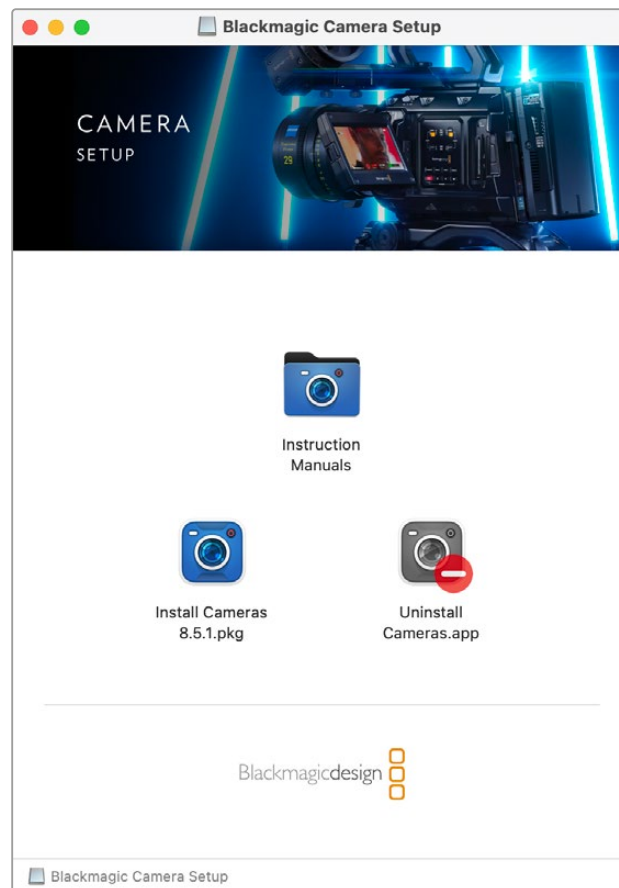 Blackmagic Camera Setup
CAMERA
SETUP
29
Instruction
Manuals
Install Cameras
8.5.1.pkg
Uninstall
Cameras.app
Blackmagicdesign
Blackmagic Camera Setup